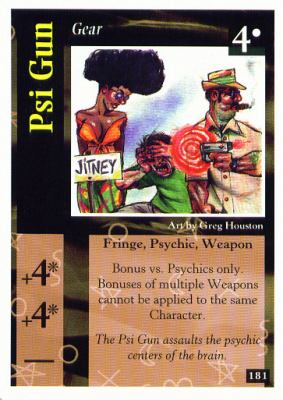 Psi Gun
Gear
4•
JITNEY
Art by Greg Houston
Fringe, Psychic, Weapon
+4*
+4*
—
Bonus vs. Psychics only.
Bonuses of multiple Weapons
cannot be applied to the same
Character.
The Psi Gun assaults the psychic
centers of the brain.
181